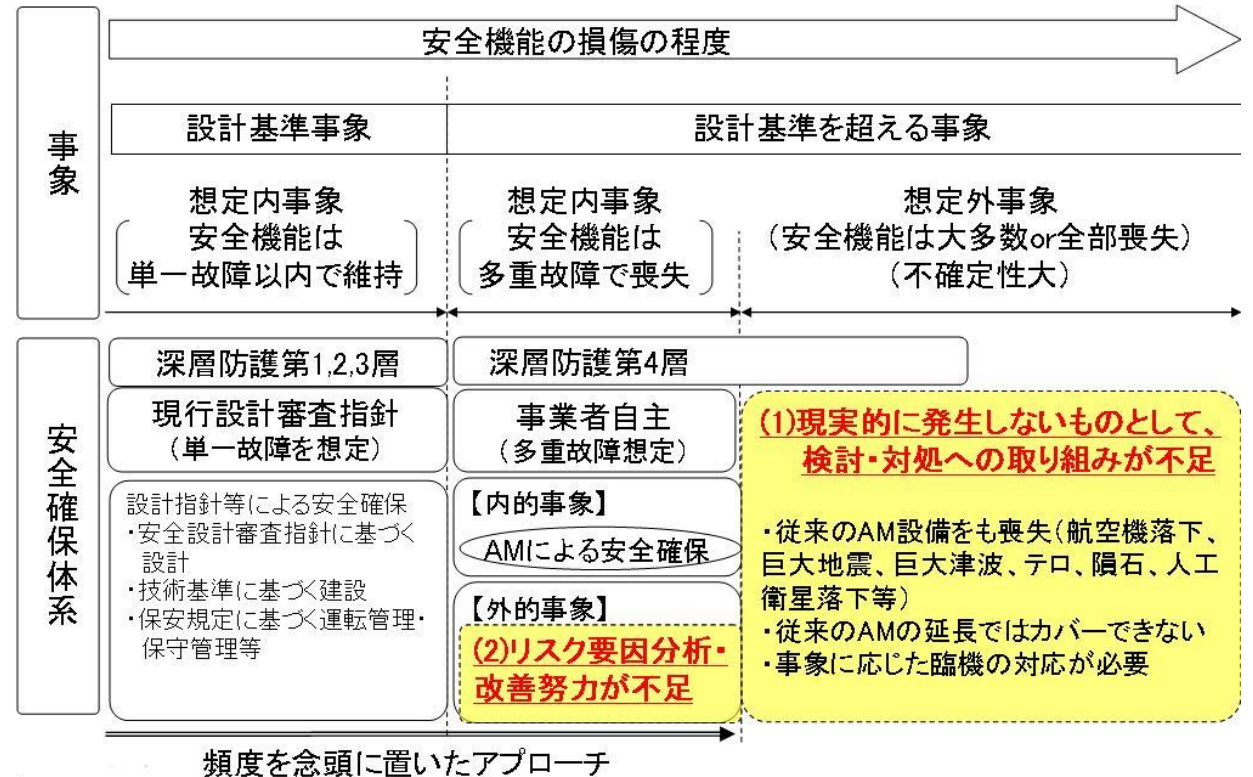 安全機能の損傷の程度
事象
設計基準事象
設計基準を超える事象
想定内事象
安全機能は
単一故障以内で維持
想定内事象
安全機能は
多重故障で喪失
想定外事象
(安全機能は大多数or全部喪失)
(不確定性大)
安全確保体系
深層防護第1,2,3層
深層防護第4層
現行設計審査指針
(単一故障を想定)
設計指針等による安全確保
・安全設計審査指針に基づく
設計
・技術基準に基づく建設
・保安規定に基づく運転管理・
保守管理等
事業者自主
(多重故障想定)
【内的事象】
AMによる安全確保
【外的事象】
(2)リスク要因分析・
改善努力が不足
(1)現実的に発生しないものとして、
検討・対処への取り組みが不足
・従来のAM設備をも喪失(航空機落下、
巨大地震、巨大津波、テロ、隕石、人工
衛星落下等)
・従来のAMの延長ではカバーできない
・事象に応じた臨機の対応が必要
頻度を念頭に置いたアプローチ